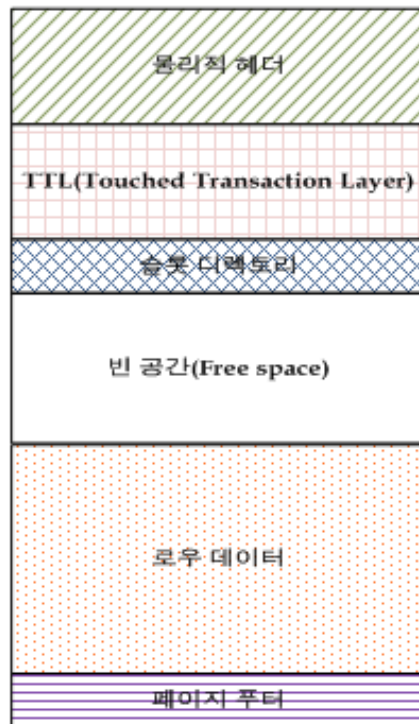 물리적 헤더
TTL(Touched Transaction Layer)
슬롯 디렉토리
빈 공간(Free space)
로우 데이터
페이지 푸터